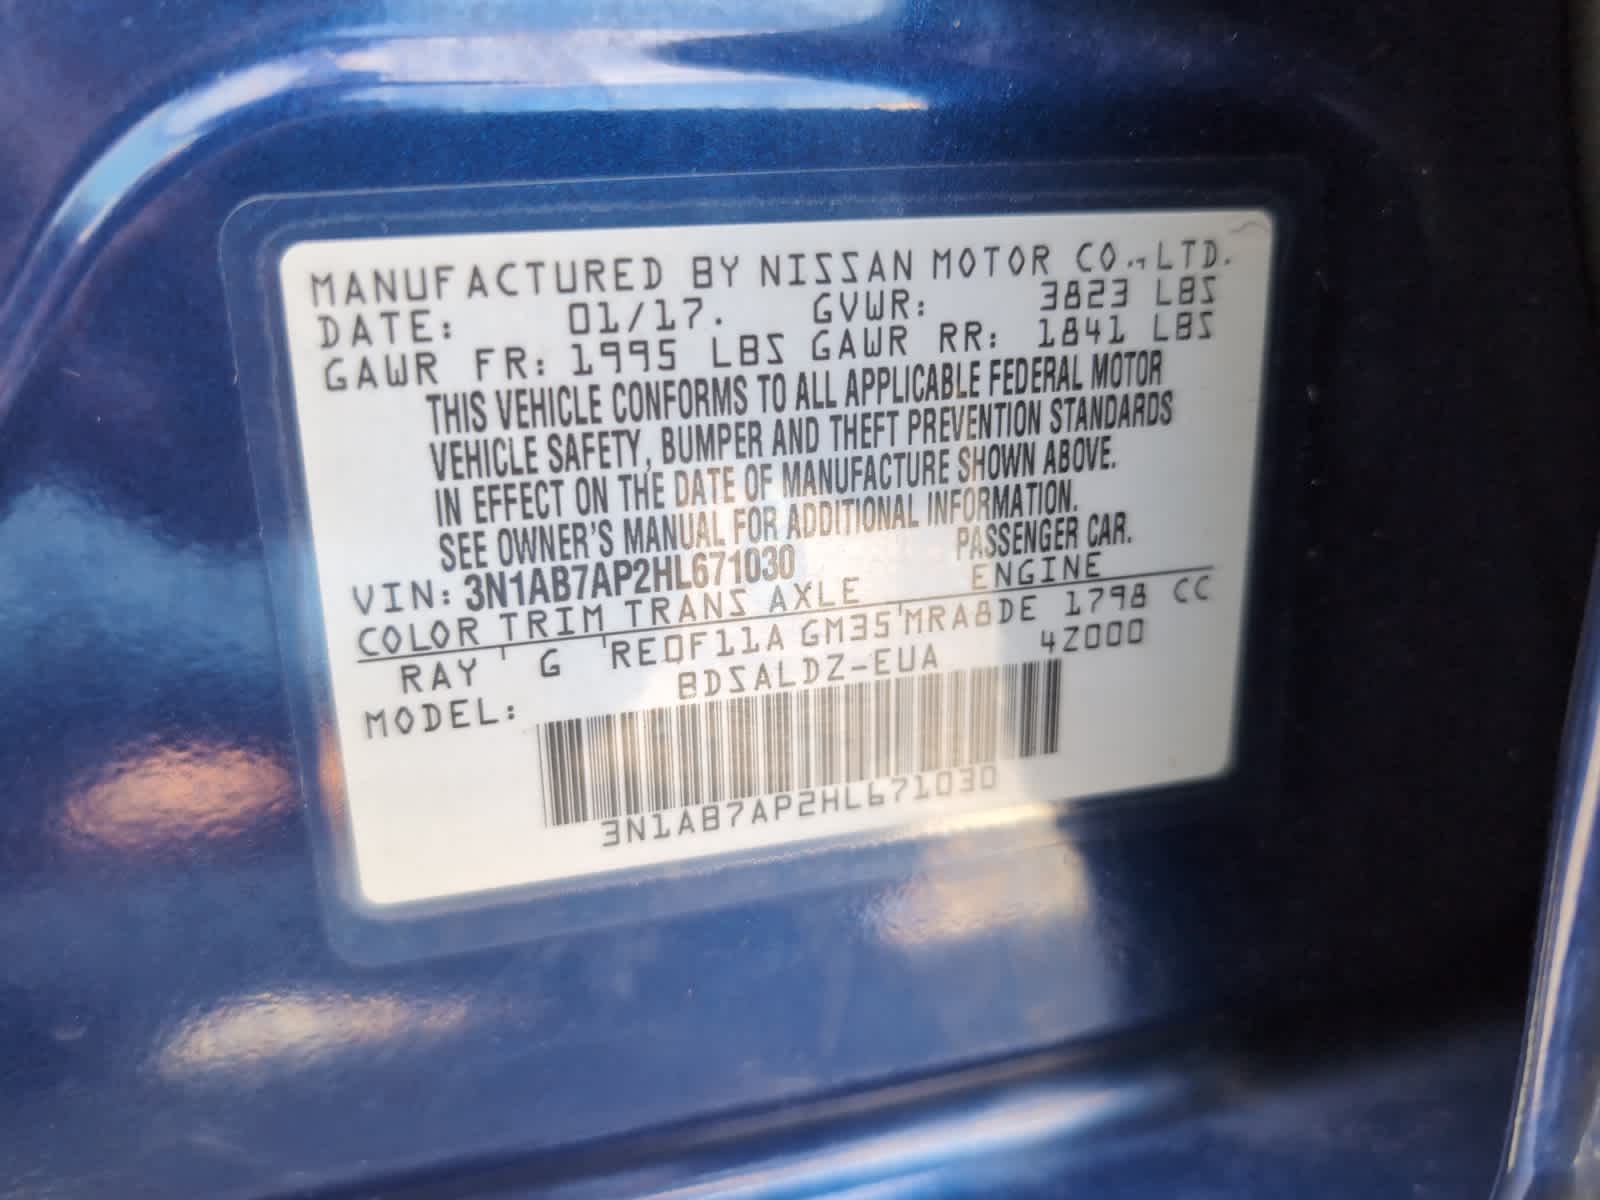 MANUFACTURED BY NISSAN MOTOR CO., LTD.
DATE: 01/17. GVWR: 3823 LBS
GAWR FR: 1995 LBS GAWR RR: 1841 LBS
THIS VEHICLE CONFORMS TO ALL APPLICABLE FEDERAL MOTOR
VEHICLE SAFETY, BUMPER AND THEFT PREVENTION STANDARDS
IN EFFECT ON THE DATE OF MANUFACTURE SHOWN ABOVE.
SEE OWNER'S MANUAL FOR ADDITIONAL INFORMATION.
VIN: 3N1AB7AP2HL671030 PASSENGER CAR.
COLOR TRIM TRANS AXLE ENGINE
RAY G RE0F11A GM35 MRA8DE 1798 CC
MODEL: BDSALDZ-EUA 4Z000
3N1AB7AP2HL671030